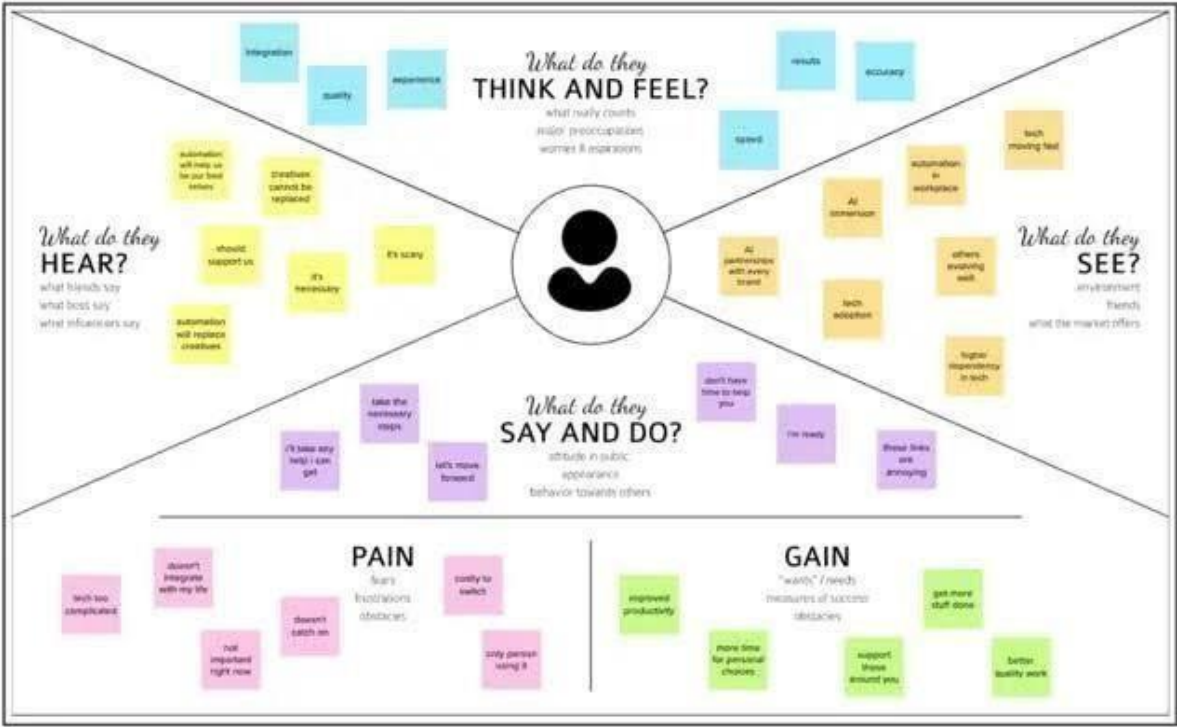 What do they
THINK AND FEEL?
what really counts
major preoccupations
worries & aspirations
integration
quality
experience
results
accuracy
speed
What do they
HEAR?
what friends say
what boss say
what influencers say
automation
will help us
be our best
selves
creatives
cannot be
replaced
should
support us
it's
necessary
it's scary
automation
will replace
creatives
What do they
SEE?
environment
friends
what the market offers
tech
moving fast
automation
in
workplace
AI
immersion
AI
partnerships
with every
brand
others
evolving
well
tech
adoption
higher
dependency
in tech
What do they
SAY AND DO?
attitude in public
appearance
behavior towards others
take the
necessary
steps
i'll take any
help i can
get
let's move
forward
don't have
time to help
you
i'm ready
these links
are
annoying
PAIN
fears
frustrations
obstacles
tech too
complicated
doesn't
integrate
with my life
not
important
right now
doesn't
catch on
costly to
switch
only person
using it
GAIN
"wants" / needs
measures of success
obstacles
improved
productivity
more time
for personal
choices
support
those
around you
get more
stuff done
better
quality work